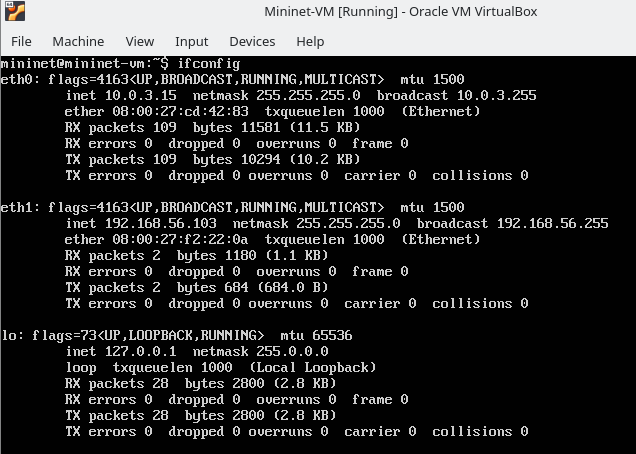 Mininet-VM [Running] - Oracle VM VirtualBox
File Machine View Input Devices Help
mininet@mininet-vm:~$ ifconfig
eth0: flags=4163<UP,BROADCAST,RUNNING,MULTICAST>  mtu 1500
        inet 10.0.3.15  netmask 255.255.255.0  broadcast 10.0.3.255
        ether 08:00:27:cd:42:83  txqueuelen 1000  (Ethernet)
        RX packets 109  bytes 11581 (11.5 KB)
        RX errors 0  dropped 0  overruns 0  frame 0
        TX packets 109  bytes 10294 (10.2 KB)
        TX errors 0  dropped 0 overruns 0  carrier 0  collisions 0
eth1: flags=4163<UP,BROADCAST,RUNNING,MULTICAST>  mtu 1500
        inet 192.168.56.103  netmask 255.255.255.0  broadcast 192.168.56.255
        ether 08:00:27:f2:22:0a  txqueuelen 1000  (Ethernet)
        RX packets 2  bytes 1180 (1.1 KB)
        RX errors 0  dropped 0  overruns 0  frame 0
        TX packets 2  bytes 684 (684.0 B)
        TX errors 0  dropped 0 overruns 0  carrier 0  collisions 0
lo: flags=73<UP,LOOPBACK,RUNNING>  mtu 65536
        inet 127.0.0.1  netmask 255.0.0.0
        loop  txqueuelen 1000  (Local Loopback)
        RX packets 28  bytes 2800 (2.8 KB)
        RX errors 0  dropped 0  overruns 0  frame 0
        TX packets 28  bytes 2800 (2.8 KB)
        TX errors 0  dropped 0 overruns 0  carrier 0  collisions 0